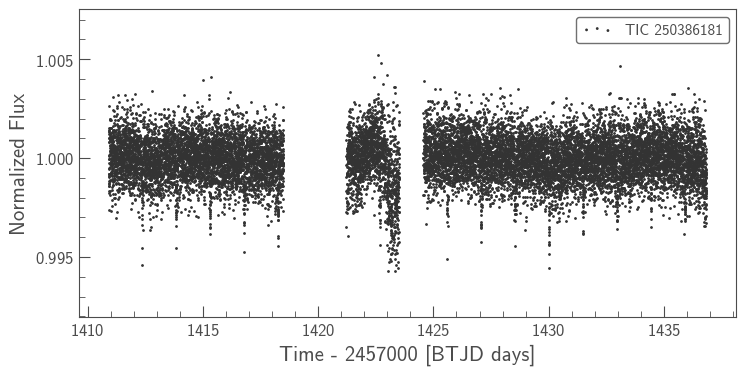 TIC 250386181
1.005
1.000
0.995
Normalized Flux
1410 1415 1420 1425 1430 1435
Time - 2457000 [BTJD days]